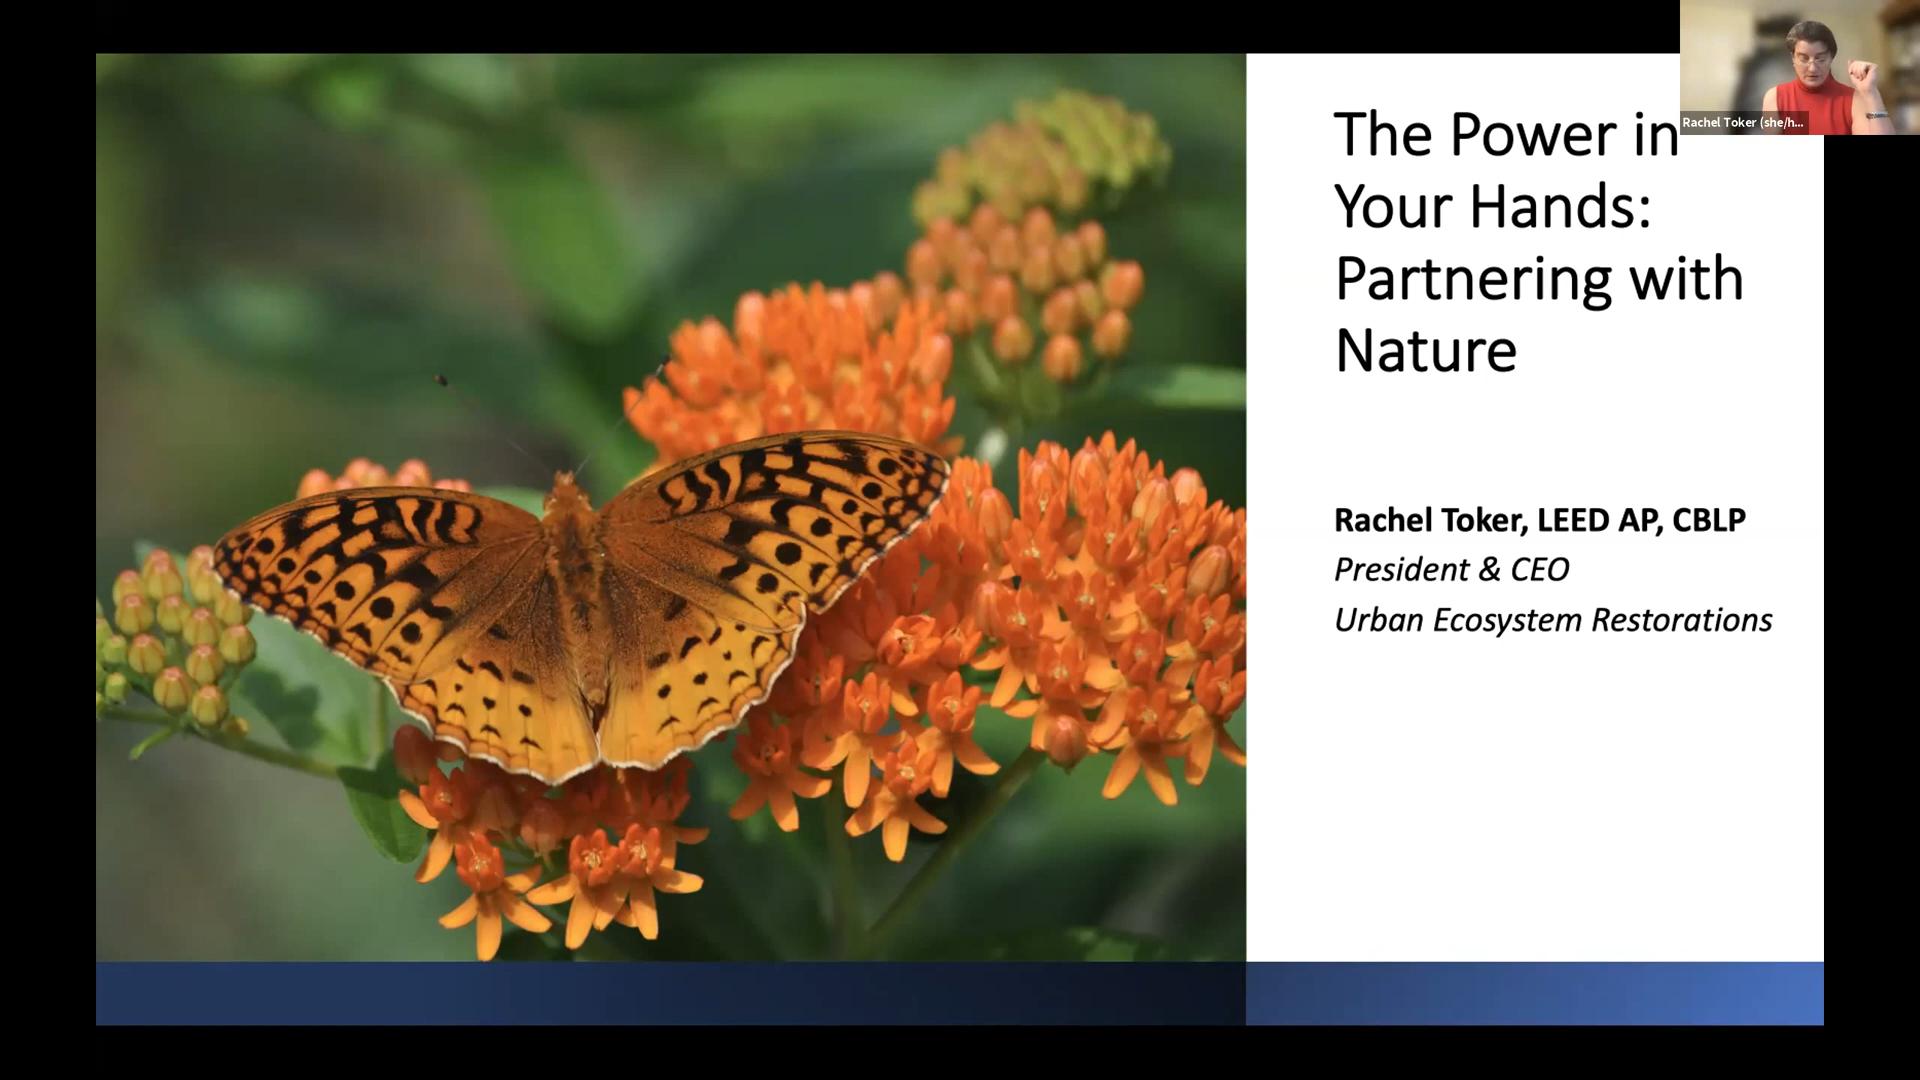 The Power in
Your Hands:
Partnering with
Nature
Rachel Toker (she/h...
Rachel Toker, LEED AP, CBLP
President & CEO
Urban Ecosystem Restorations